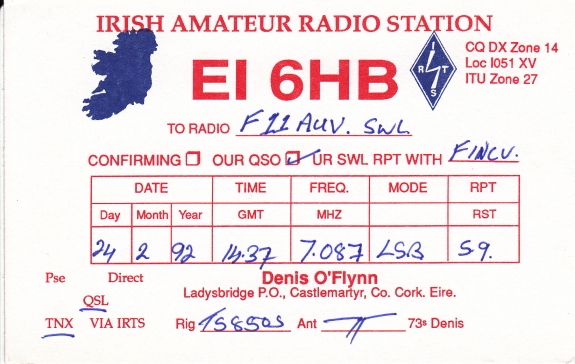 IRISH AMATEUR RADIO STATION
EI 6HB
I R T S
CQ DX Zone 14
Loc I051 XV
ITU Zone 27
TO RADIO F11AUV. SWL
CONFIRMING OUR QSO UR SWL RPT WITH F1NCV.
DATE TIME FREQ. MODE RPT
Day Month Year GMT MHZ RST
24 2 92 14.37 7.087 LSB 59.
Pse Direct Denis O'Flynn
Ladysbridge P.O., Castlemartyr, Co. Cork. Eire.
QSL
TNX VIA IRTS Rig TS850S Ant 73s Denis